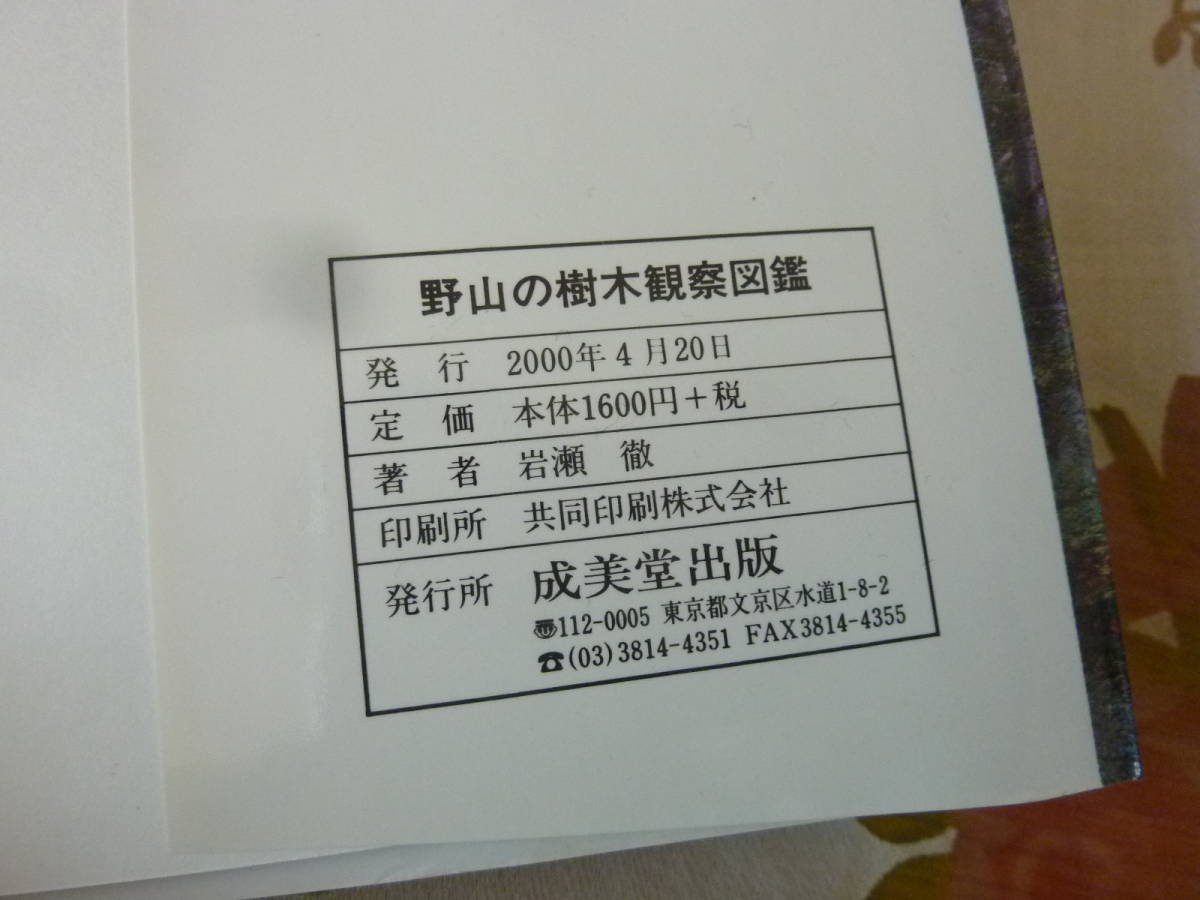 野山の樹木観察図鑑
発 行 2000年4月20日
定 価 本体1600円+税
著 者 岩瀬 徹
印刷所 共同印刷株式会社
発行所 成美堂出版
〠112-0005 東京都文京区水道1-8-2
☎(03)3814-4351 FAX3814-4355